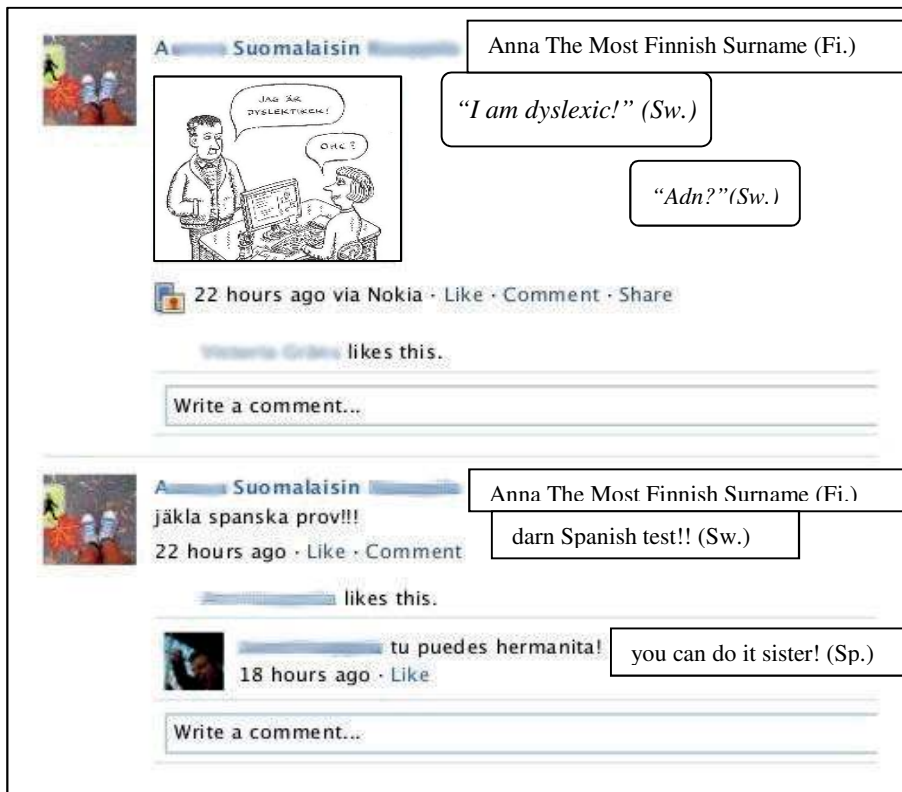 Suomalaisin
Anna The Most Finnish Surname (Fi.)
JAG ÄR
DYSLEKTIKER!
"I am dyslexic!" (Sw.)
OHC?
"Adn?"(Sw.)
22 hours ago via Nokia · Like · Comment · Share
likes this.
Write a comment...
A Suomalaisin
Anna The Most Finnish Surname (Fi.)
jäkla spanska prov!!!
darn Spanish test!! (Sw.)
22 hours ago · Like · Comment
likes this.
tu puedes hermanita!
you can do it sister! (Sp.)
18 hours ago · Like
Write a comment...